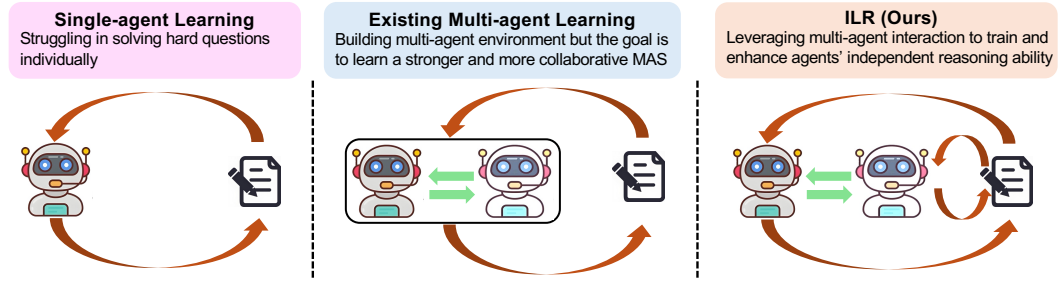 Single-agent Learning
Struggling in solving hard questions
individually
Existing Multi-agent Learning
Building multi-agent environment but the goal is
to learn a stronger and more collaborative MAS
ILR (Ours)
Leveraging multi-agent interaction to train and
enhance agents' independent reasoning ability